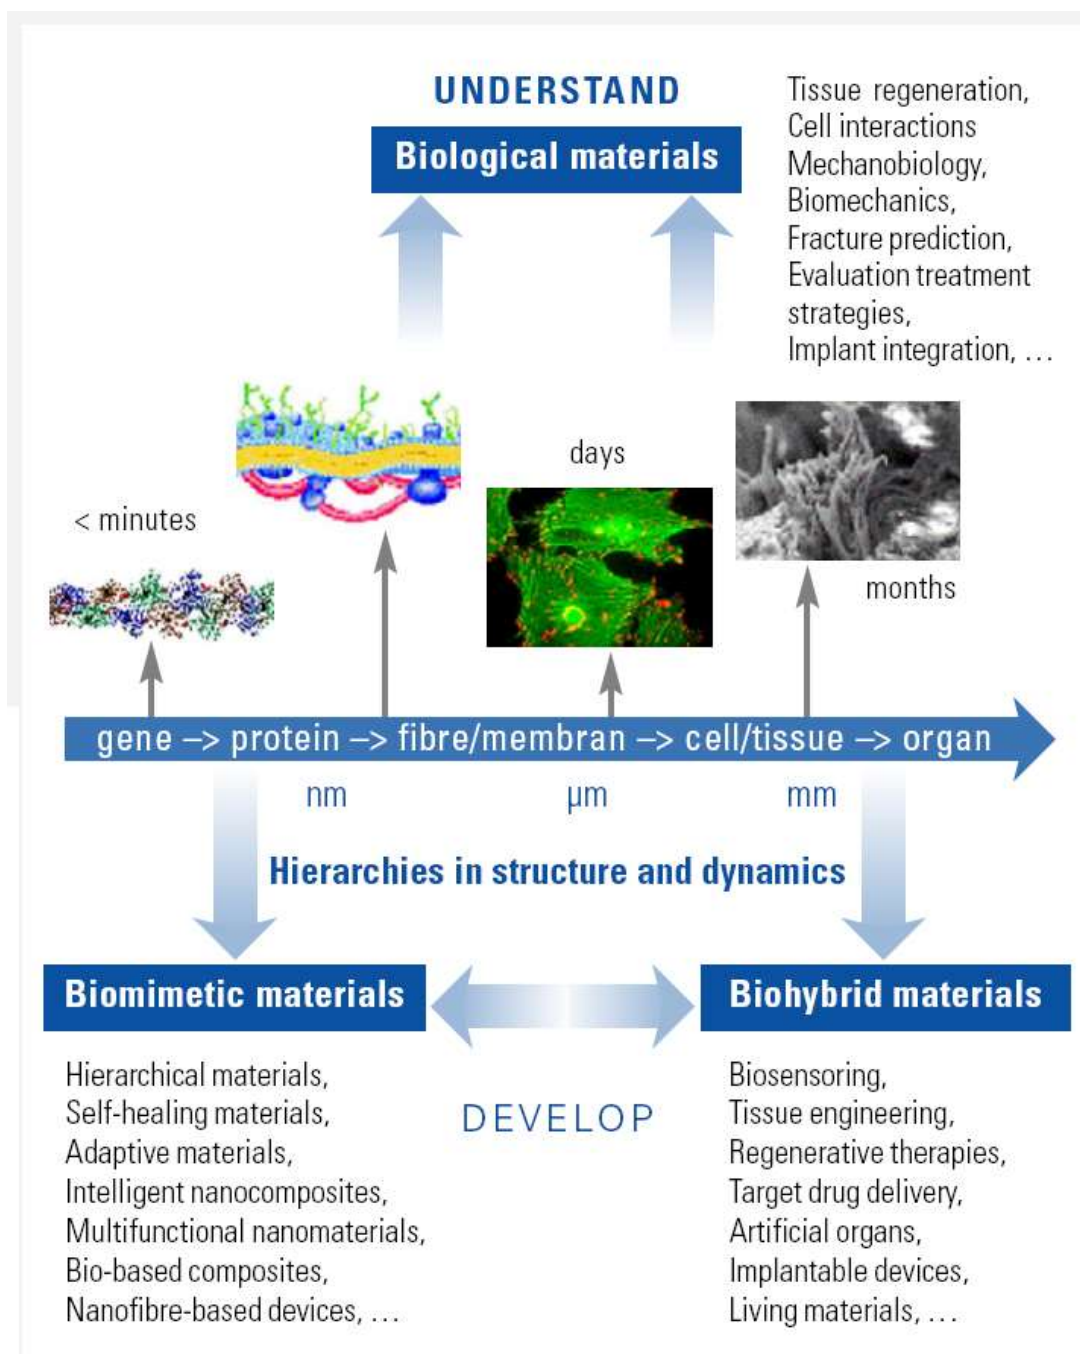 UNDERSTAND
Biological materials
Tissue regeneration,
Cell interactions
Mechanobiology,
Biomechanics,
Fracture prediction,
Evaluation treatment
strategies,
Implant integration, …
< minutes
days
months
gene –> protein –> fibre/membran –> cell/tissue –> organ
nm
µm
mm
Hierarchies in structure and dynamics
Biomimetic materials
Biohybrid materials
Hierarchical materials,
Self-healing materials,
Adaptive materials,
Intelligent nanocomposites,
Multifunctional nanomaterials,
Bio-based composites,
Nanofibre-based devices, …
DEVELOP
Biosensoring,
Tissue engineering,
Regenerative therapies,
Target drug delivery,
Artificial organs,
Implantable devices,
Living materials, …